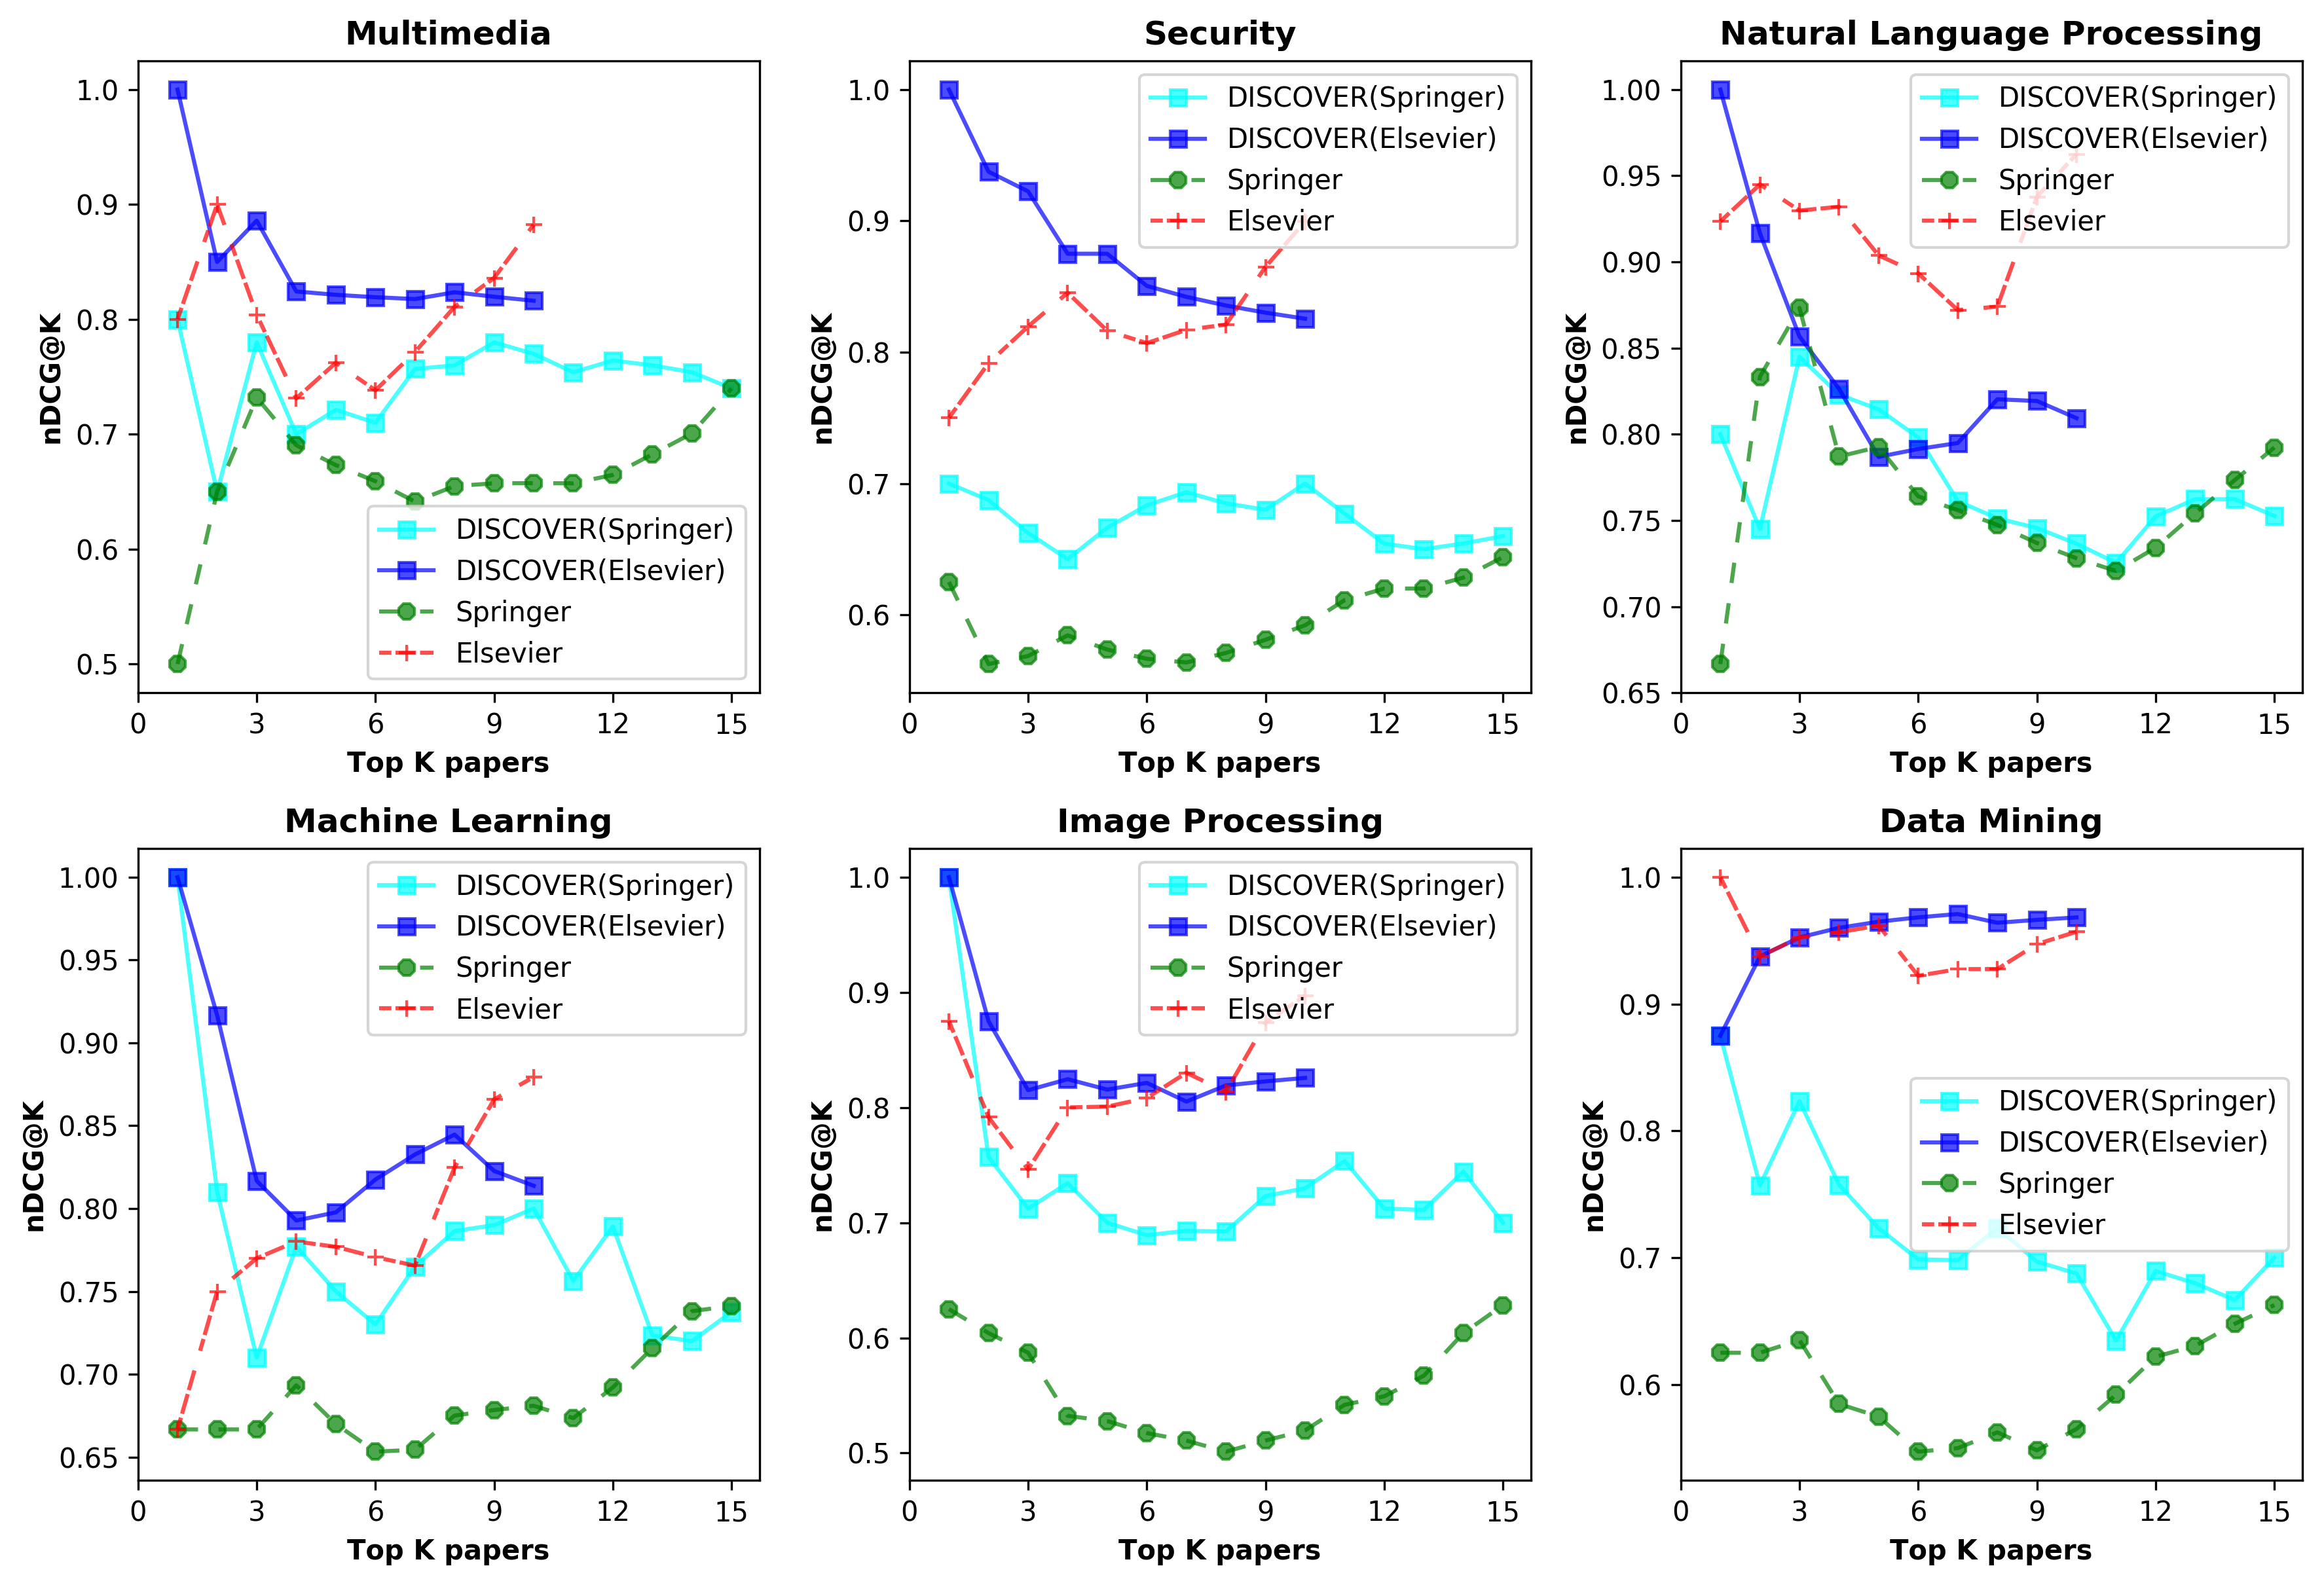 Multimedia
nDCG@K
1.0
0.9
0.8
0.7
0.6
0.5
DISCOVER(Springer)
DISCOVER(Elsevier)
Springer
Elsevier
0 3 6 9 12 15
Top K papers
Security
nDCG@K
1.0
0.9
0.8
0.7
0.6
DISCOVER(Springer)
DISCOVER(Elsevier)
Springer
Elsevier
0 3 6 9 12 15
Top K papers
Natural Language Processing
nDCG@K
1.00
0.95
0.90
0.85
0.80
0.75
0.70
0.65
DISCOVER(Springer)
DISCOVER(Elsevier)
Springer
Elsevier
0 3 6 9 12 15
Top K papers
Machine Learning
nDCG@K
1.00
0.95
0.90
0.85
0.80
0.75
0.70
0.65
DISCOVER(Springer)
DISCOVER(Elsevier)
Springer
Elsevier
0 3 6 9 12 15
Top K papers
Image Processing
nDCG@K
1.0
0.9
0.8
0.7
0.6
0.5
DISCOVER(Springer)
DISCOVER(Elsevier)
Springer
Elsevier
0 3 6 9 12 15
Top K papers
Data Mining
nDCG@K
1.0
0.9
0.8
0.7
0.6
DISCOVER(Springer)
DISCOVER(Elsevier)
Springer
Elsevier
0 3 6 9 12 15
Top K papers